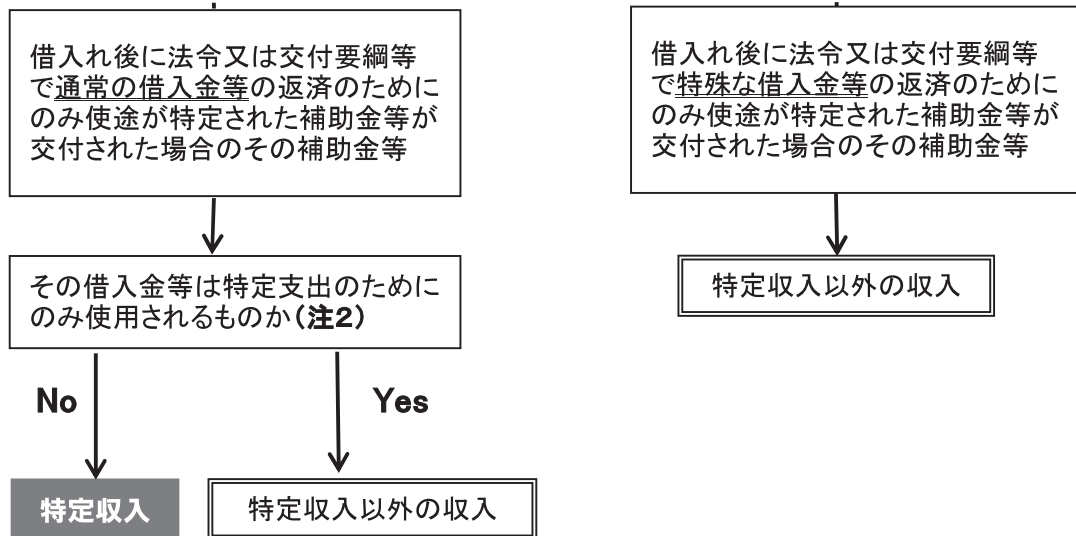 借入れ後に法令又は交付要綱等
で通常の借入金等の返済のために
のみ使途が特定された補助金等が
交付された場合のその補助金等
その借入金等は特定支出のために
のみ使用されるものか(注2)
No
Yes
特定収入
特定収入以外の収入
借入れ後に法令又は交付要綱等
で特殊な借入金等の返済のために
のみ使途が特定された補助金等が
交付された場合のその補助金等
特定収入以外の収入